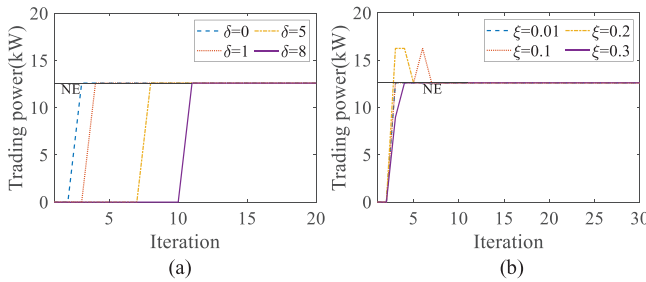 20
15
10
5
0
Trading power(kW)
δ=0
δ=5
δ=1
δ=8
NE
5
10
15
20
Iteration
(a)
20
15
10
5
0
Trading power(kW)
ξ=0.01
ξ=0.2
ξ=0.1
ξ=0.3
NE
5
10
15
20
25
30
Iteration
(b)